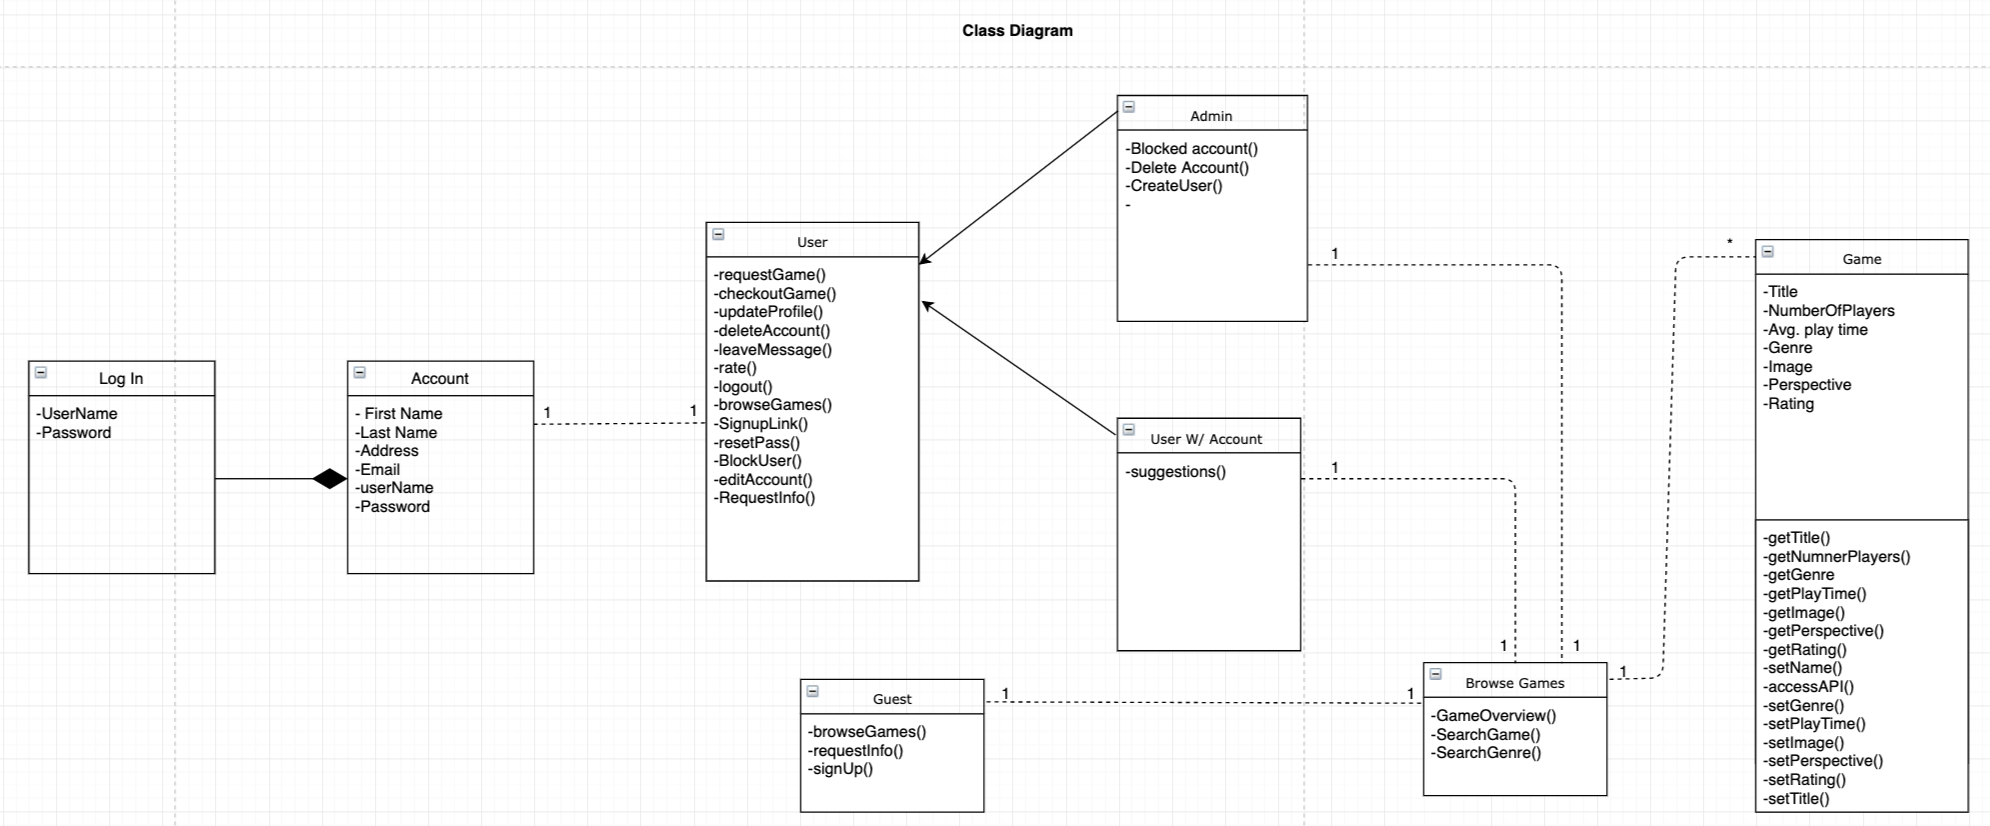 Class Diagram
Admin
-Blocked account()
-Delete Account()
-CreateUser()
-
1
User
-requestGame()
-checkoutGame()
-updateProfile()
-deleteAccount()
-leaveMessage()
-rate()
-logout()
-browseGames()
-SignupLink()
-resetPass()
-BlockUser()
-editAccount()
-RequestInfo()
Log In
-UserName
-Password
Account
- First Name
-Last Name
-Address
-Email
-userName
-Password
1
1
User W/ Account
-suggestions()
1
1
1
Guest
-browseGames()
-requestInfo()
-signUp()
1
1
Browse Games
-GameOverview()
-SearchGame()
-SearchGenre()
1
*
Game
-Title
-NumberOfPlayers
-Avg. play time
-Genre
-Image
-Perspective
-Rating
-getTitle()
-getNumnerPlayers()
-getGenre
-getPlayTime()
-getImage()
-getPerspective()
-getRating()
-setName()
-accessAPI()
-setGenre()
-setPlayTime()
-setImage()
-setPerspective()
-setRating()
-setTitle()